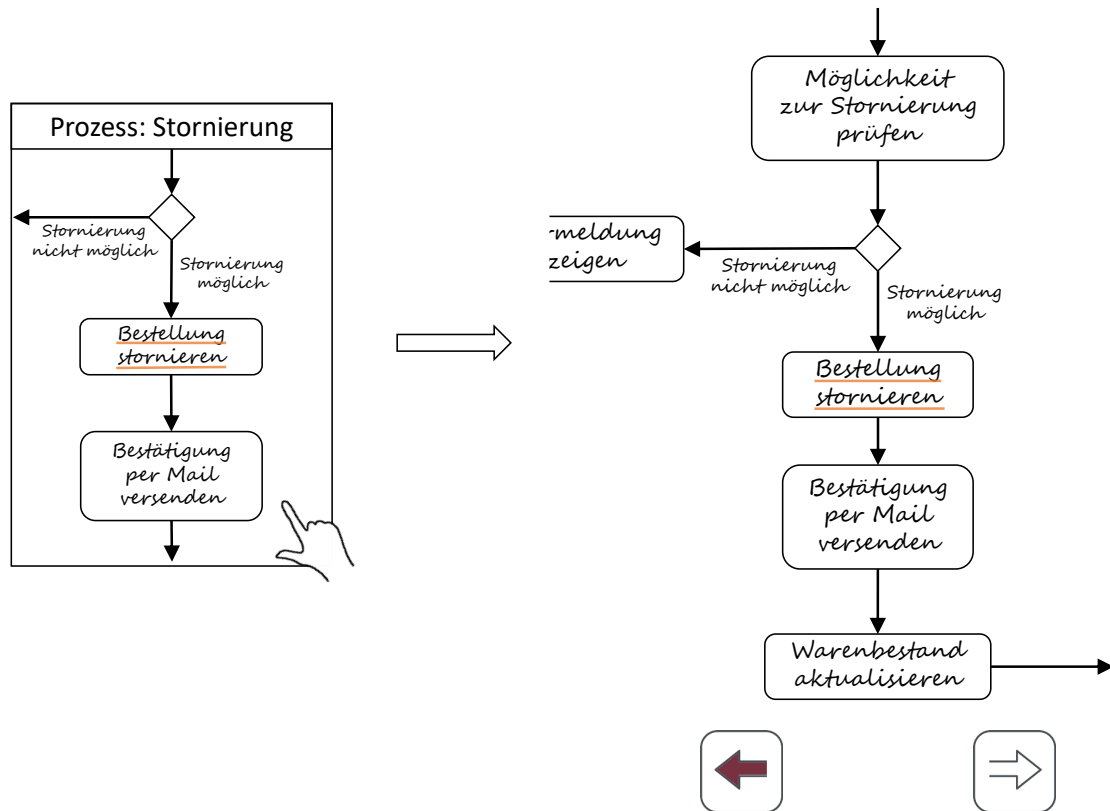 Prozess: Stornierung
Stornierung
nicht möglich
Stornierung
möglich
Bestellung
stornieren
Bestätigung
per Mail
versenden
Möglichkeit
zur Stornierung
prüfen
rmeldung
zeigen
Stornierung
nicht möglich
Stornierung
möglich
Bestellung
stornieren
Bestätigung
per Mail
versenden
Warenbestand
aktualisieren